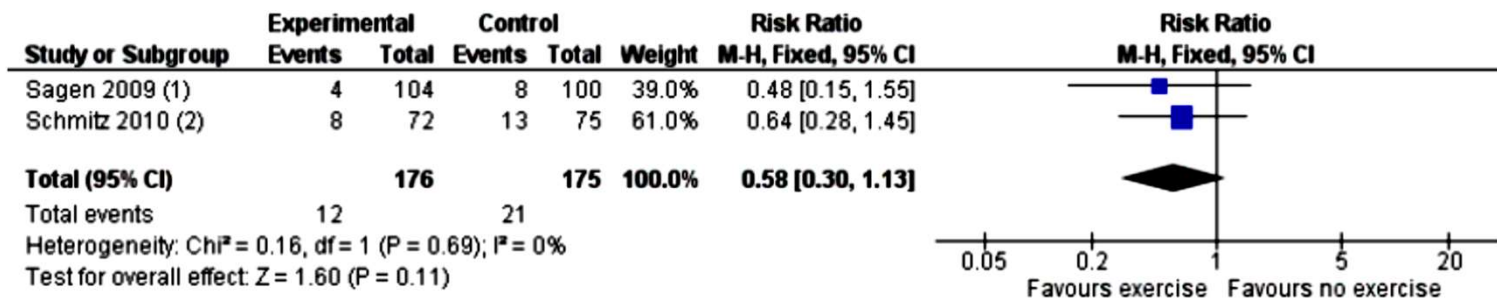 Experimental Control Risk Ratio Risk Ratio
Study or Subgroup Events Total Events Total Weight M-H, Fixed, 95% CI M-H, Fixed, 95% CI
Sagen 2009 (1) 4 104 8 100 39.0% 0.48 [0.15, 1.55]
Schmitz 2010 (2) 8 72 13 75 61.0% 0.64 [0.28, 1.45]
Total (95% CI) 176 175 100.0% 0.58 [0.30, 1.13]
Total events 12 21
Heterogeneity: Chi² = 0.16, df = 1 (P = 0.69); I² = 0%
Test for overall effect: Z = 1.60 (P = 0.11)
0.05 0.2 1 5 20
Favours exercise Favours no exercise